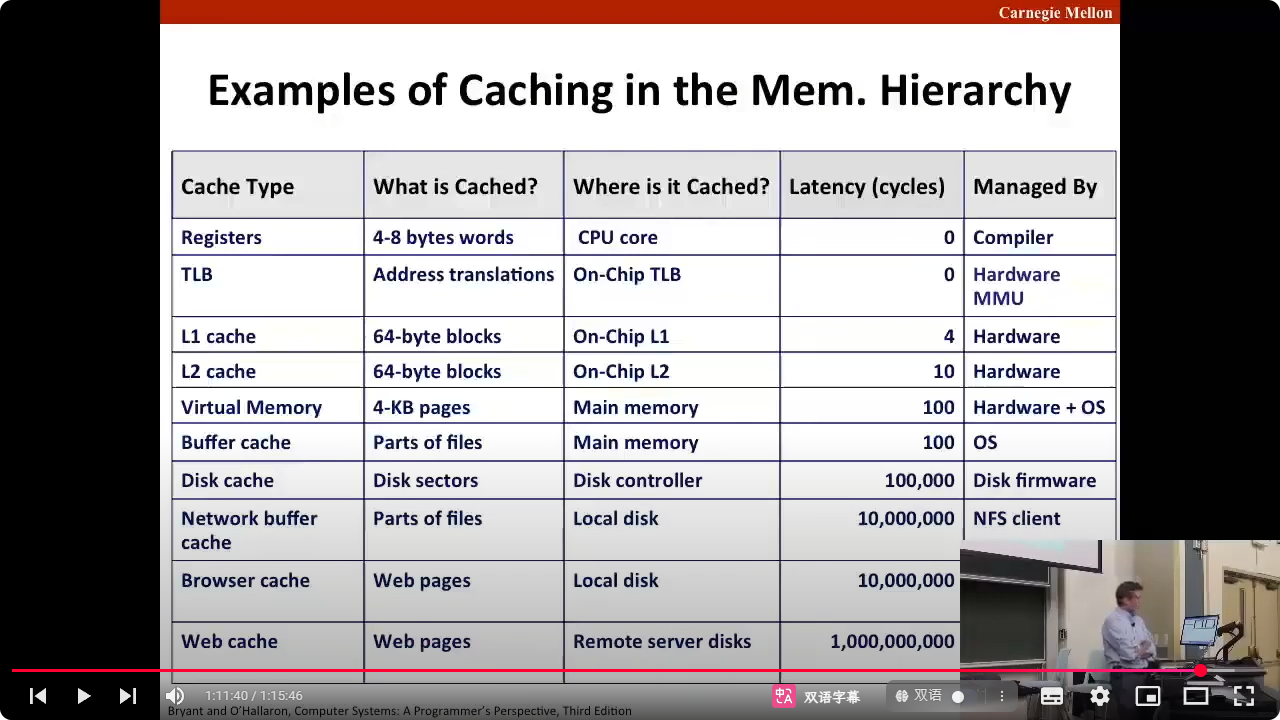 Carnegie Mellon
Examples of Caching in the Mem. Hierarchy
Cache Type What is Cached? Where is it Cached? Latency (cycles) Managed By
Registers 4-8 bytes words CPU core 0 Compiler
TLB Address translations On-Chip TLB 0 Hardware
MMU
L1 cache 64-byte blocks On-Chip L1 4 Hardware
L2 cache 64-byte blocks On-Chip L2 10 Hardware
Virtual Memory 4-KB pages Main memory 100 Hardware + OS
Buffer cache Parts of files Main memory 100 OS
Disk cache Disk sectors Disk controller 100,000 Disk firmware
Network buffer Parts of files Local disk 10,000,000 NFS client
cache
Browser cache Web pages Local disk 10,000,000
Web cache Web pages Remote server disks 1,000,000,000
1:11:40 / 1:15:46 中A 双语字幕 双语
Bryant and O'Hallaron, Computer Systems: A Programmer's Perspective, Third Edition